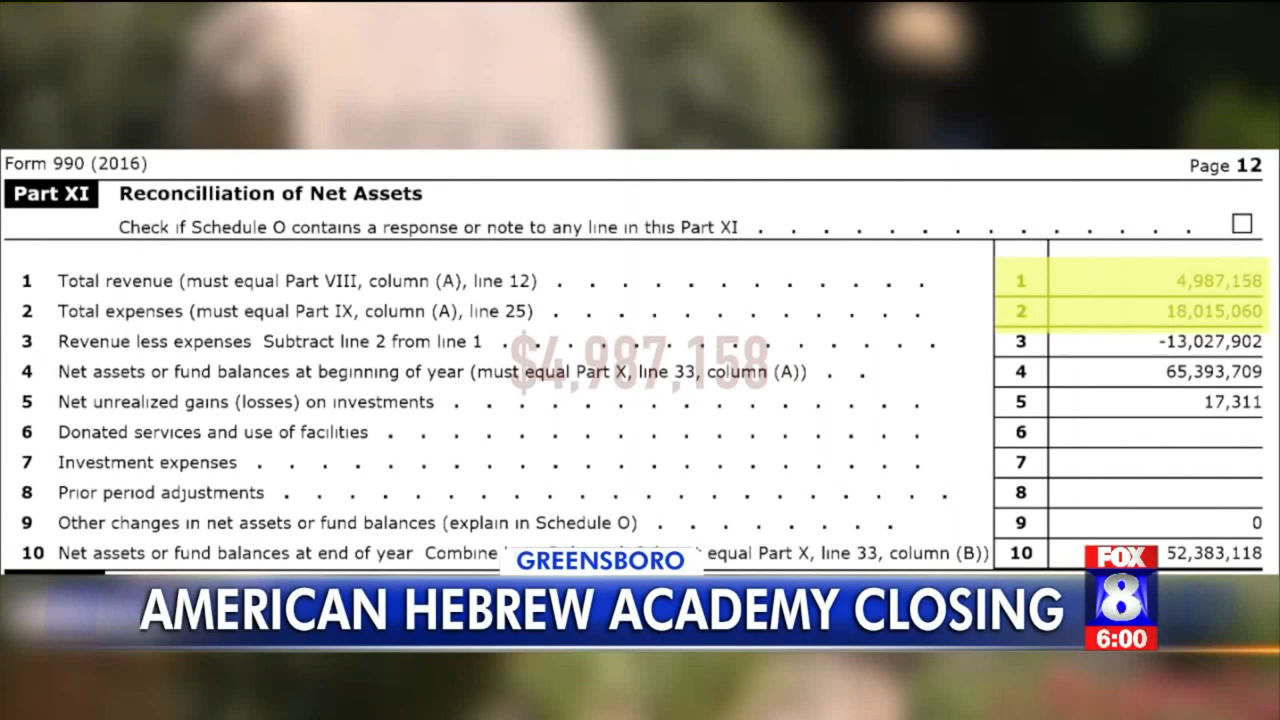 Form 990 (2016) Page 12
Part XI Reconcilliation of Net Assets
Check if Schedule O contains a response or note to any line in this Part XI . . . . . . . . . . . . . .
1 Total revenue (must equal Part VIII, column (A), line 12) . . . . . . . . . . . . 1 4,987,158
2 Total expenses (must equal Part IX, column (A), line 25) . . . . . . . . . . . . 2 18,015,060
3 Revenue less expenses Subtract line 2 from line 1 . . . . . . . . . . . . . . 3 -13,027,902
$4,987,158
4 Net assets or fund balances at beginning of year (must equal Part X, line 33, column (A)) . . 4 65,393,709
5 Net unrealized gains (losses) on investments . . . . . . . . . . . . . . . 5 17,311
6 Donated services and use of facilities . . . . . . . . . . . . . . . . . 6
7 Investment expenses . . . . . . . . . . . . . . . . . . . . . 7
8 Prior period adjustments . . . . . . . . . . . . . . . . . . . . . 8
9 Other changes in net assets or fund balances (explain in Schedule O) . . . . . . . . 9 0
10 Net assets or fund balances at end of year Combine equal Part X, line 33, column (B)) 10 52,383,118
GREENSBORO
AMERICAN HEBREW ACADEMY CLOSING
FOX
8
6:00